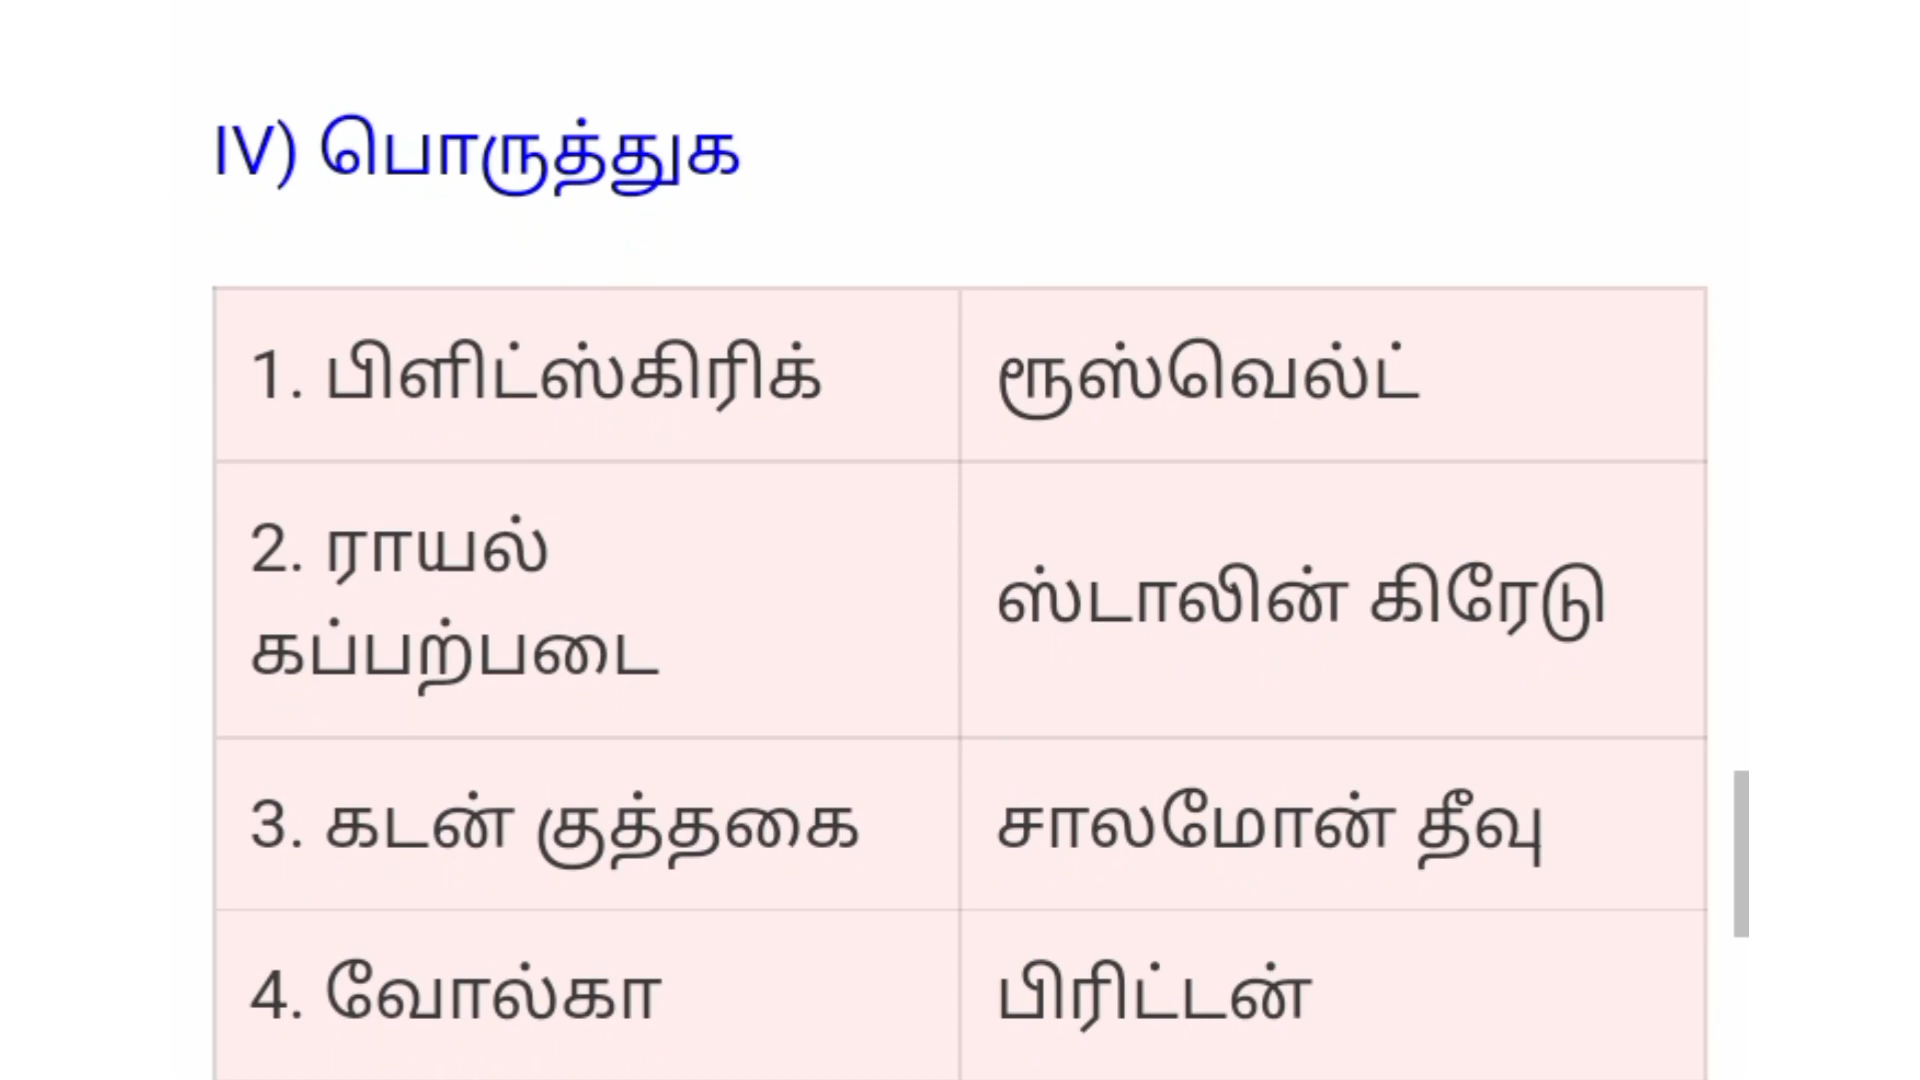 IV) பொருத்துக
1. பிளிட்ஸ்கிரிக்
ரூஸ்வெல்ட்
2. ராயல்
கப்பற்படை
ஸ்டாலின் கிரேடு
3. கடன் குத்தகை
சாலமோன் தீவு
4. வோல்கா
பிரிட்டன்